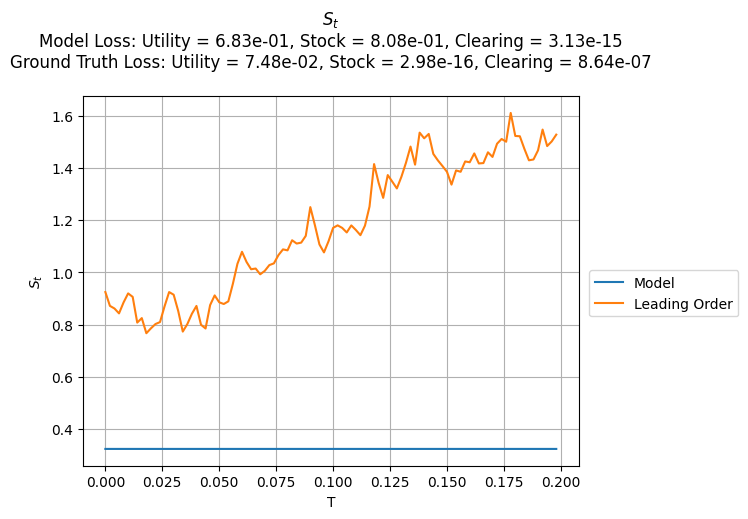 S_t
Model Loss: Utility = 6.83e-01, Stock = 8.08e-01, Clearing = 3.13e-15
Ground Truth Loss: Utility = 7.48e-02, Stock = 2.98e-16, Clearing = 8.64e-07
1.6
1.4
1.2
1.0
0.8
0.6
0.4
S_t
0.000 0.025 0.050 0.075 0.100 0.125 0.150 0.175 0.200
T
Model
Leading Order